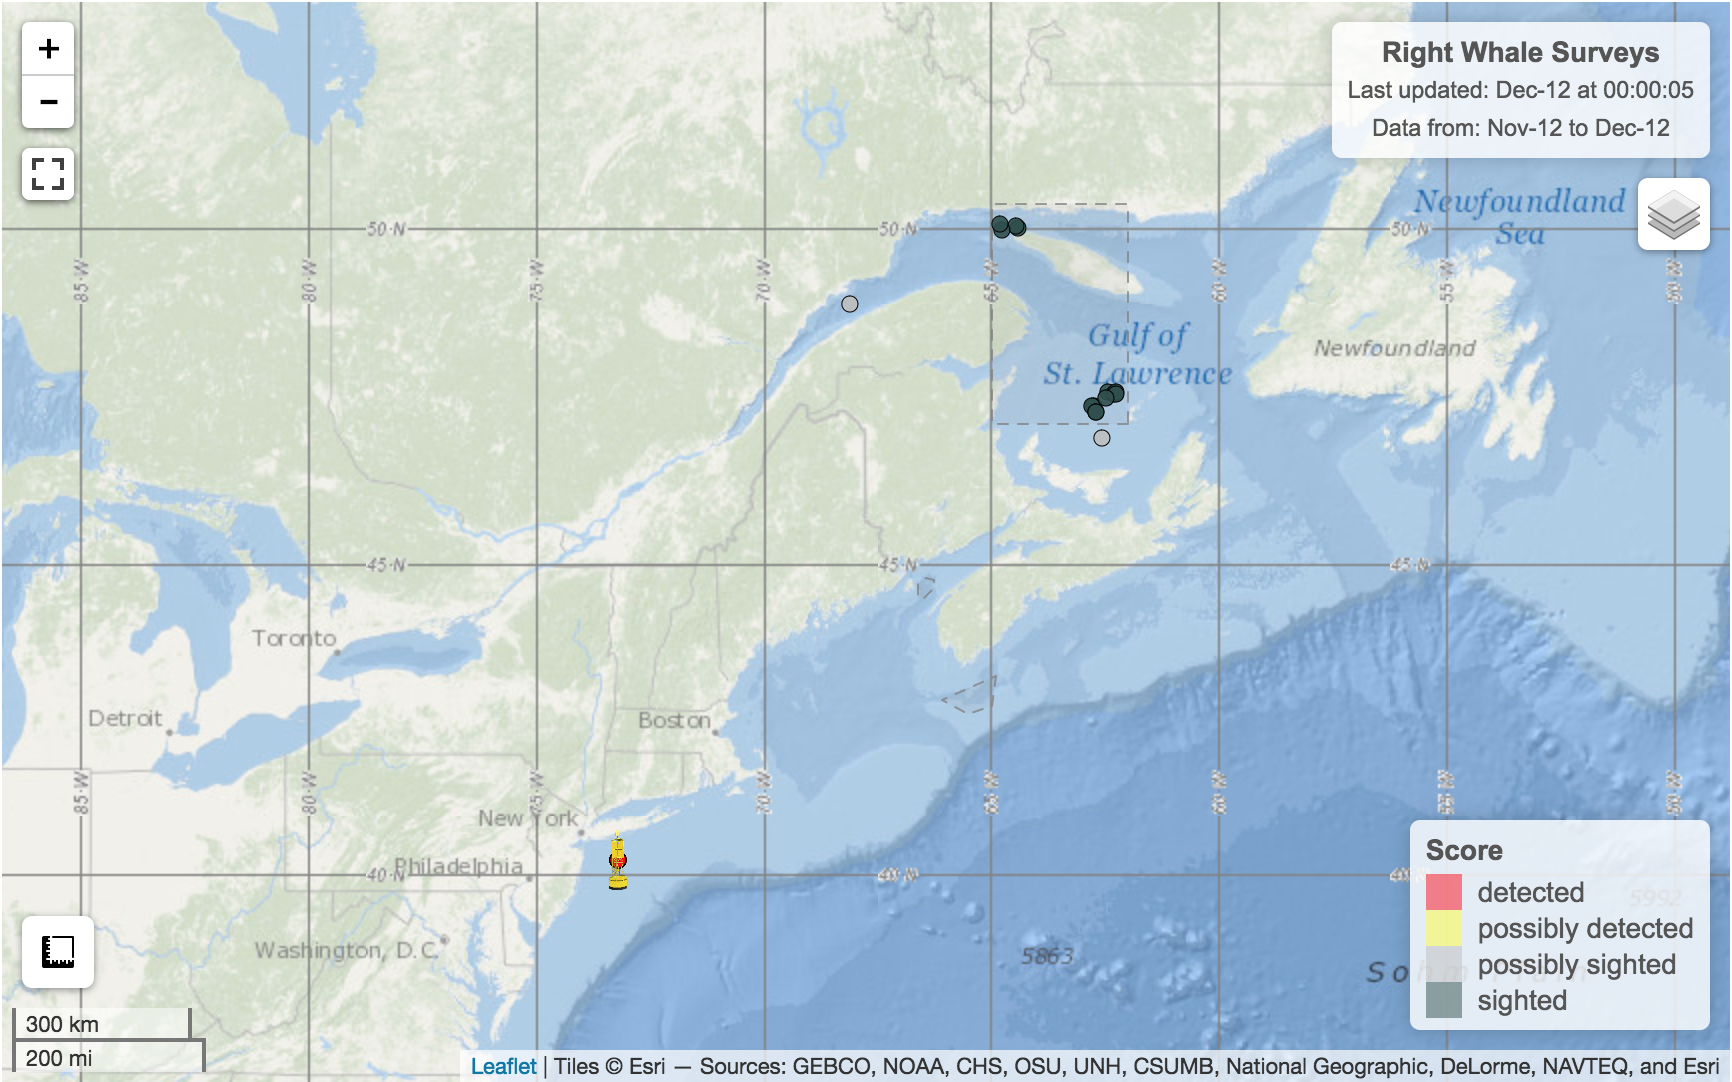 +
Right Whale Surveys
−
Last updated: Dec-12 at 00:00:05
Data from: Nov-12 to Dec-12
Newfoundland
Sea
50·N
50·N
50·N
85·W
80·W
75·W
70·W
65·W
60·W
55·W
50·W
Gulf of
St. Lawrence
Newfoundland
45·N
45·N
45·N
Toronto
Detroit
Boston
85·W
80·W
75·W
70·W
65·W
60·W
55·W
50·W
New York
Philadelphia
40·N
40·N
Washington, D.C.
5863
5992
Score
detected
possibly detected
possibly sighted
sighted
300 km
200 mi
Leaflet | Tiles © Esri — Sources: GEBCO, NOAA, CHS, OSU, UNH, CSUMB, National Geographic, DeLorme, NAVTEQ, and Esri